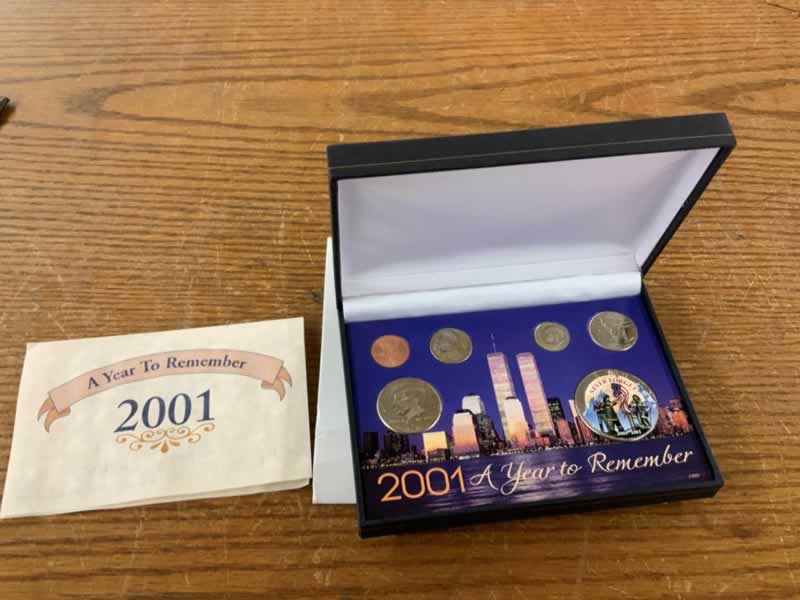 A Year To Remember
2001
NEVER FORGET
2001 A Year to Remember